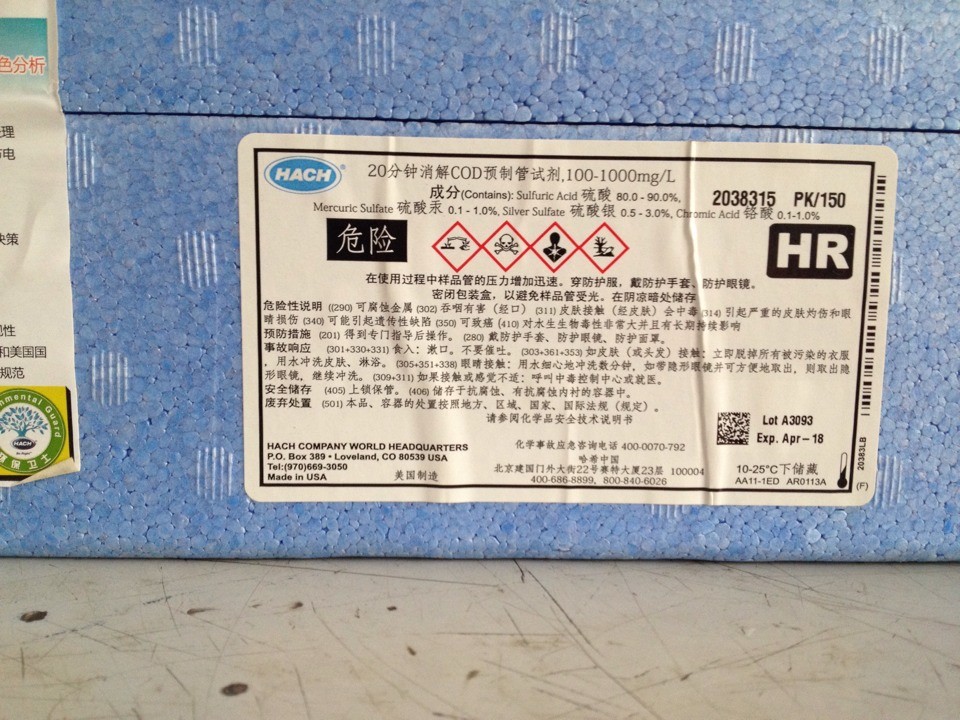 色分析
处理
与电
决策
观性
和美国国
规范
nmental Guard
HACH
环保卫士
HACH
20分钟消解COD预制管试剂,100-1000mg/L
成分(Contains): Sulfuric Acid 硫酸 80.0 - 90.0%,
Mercuric Sulfate 硫酸汞 0.1 - 1.0%, Silver Sulfate 硫酸银 0.5 - 3.0%, Chromic Acid 铬酸 0.1-1.0%
2038315 PK/150
危险
HR
在使用过程中样品管的压力增加迅速。穿防护服，戴防护手套、防护眼镜。
密闭包装盒，以避免样品管受光。在阴凉暗处储存
危险性说明 ((290) 可腐蚀金属 (302) 吞咽有害（经口） (311) 皮肤接触（经皮肤）会中毒 (314) 引起严重的皮肤灼伤和眼
睛损伤 (340) 可能引起遗传性缺陷 (350) 可致癌 (410) 对水生生物毒性非常大并且有长期持续影响
预防措施 (201) 得到专门指导后操作。 (280) 戴防护手套、防护眼镜、防护面罩。
事故响应 (301+330+331) 食入：漱口。不要催吐。 (303+361+353) 如皮肤（或头发）接触：立即脱掉所有被污染的衣服
，用水冲洗皮肤、淋浴。 (305+351+338) 眼睛接触：用水细心地冲洗数分钟，如带隐形眼镜并可方便地取出，则取出隐
形眼镜，继续冲洗。 (309+311) 如果接触或感觉不适：呼叫中毒控制中心或就医。
安全储存 (405) 上锁保管。 (406) 储存于抗腐蚀、有抗腐蚀内衬的容器中。
废弃处置 (501) 本品、容器的处置按照地方、区域、国家、国际法规（规定）。
请参阅化学品安全技术说明书
Lot A3093
Exp. Apr - 18
HACH COMPANY WORLD HEADQUARTERS
P.O. Box 389 • Loveland, CO 80539 USA
Tel:(970)669-3050
Made in USA
美国制造
化学事故应急咨询电话 400-0070-792
哈希中国
北京建国门外大街22号赛特大厦23层 100004
400-686-8899, 800-840-6026
10-25°C下储藏
AA11-1ED AR0113A
(F)
20383LB